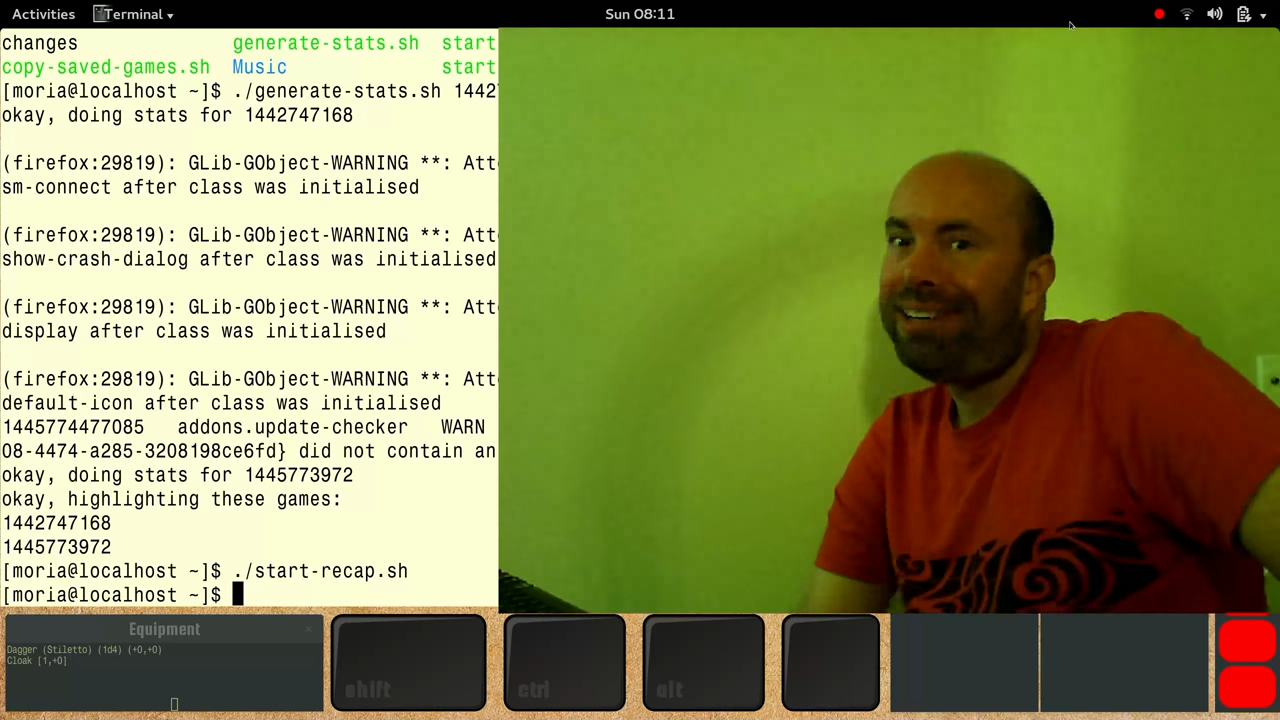 Activities Terminal Sun 08:11
changes generate-stats.sh start
copy-saved-games.sh Music start
[moria@localhost ~]$ ./generate-stats.sh 1442
okay, doing stats for 1442747168
(firefox:29819): GLib-GObject-WARNING **: Att
sm-connect after class was initialised
(firefox:29819): GLib-GObject-WARNING **: Att
show-crash-dialog after class was initialised
(firefox:29819): GLib-GObject-WARNING **: Att
display after class was initialised
(firefox:29819): GLib-GObject-WARNING **: Att
default-icon after class was initialised
1445774477085 addons.update-checker WARN
08-4474-a285-3208198ce6fd} did not contain an
okay, doing stats for 1445773972
okay, highlighting these games:
1442747168
1445773972
[moria@localhost ~]$ ./start-recap.sh
[moria@localhost ~]$
Equipment
Dagger (Stiletto) (1d4) (+0,+0)
Cloak [1,+0]
shift ctrl alt